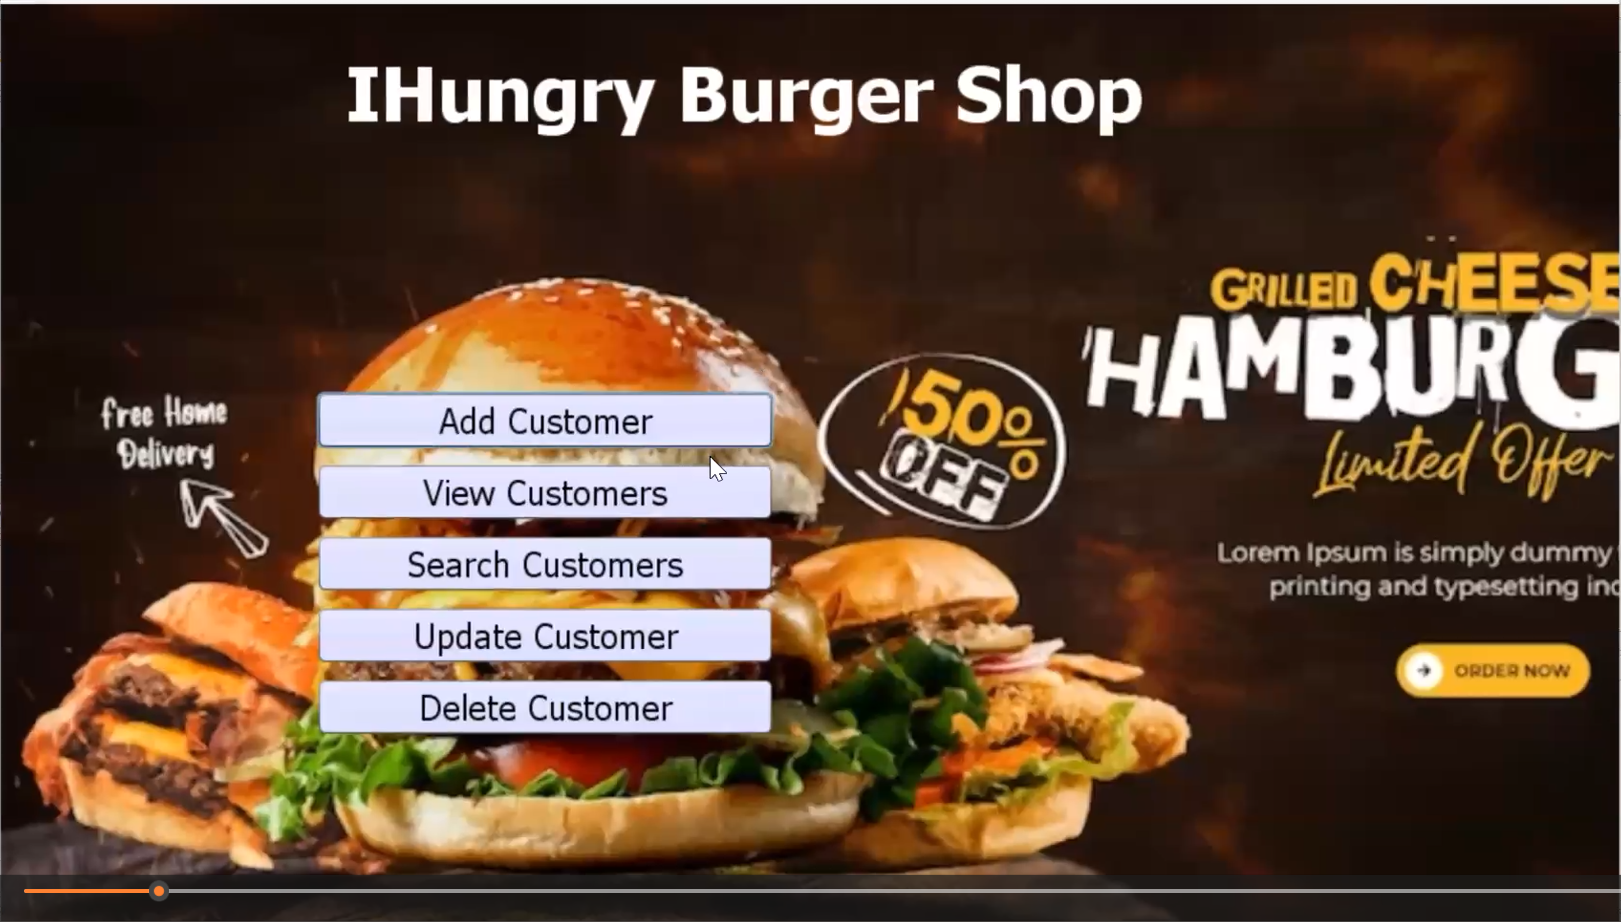 IHungry Burger Shop
GRILLED CHEESE
HAMBURG
Limited Offer
free Home
Delivery
50%
OFF
Add Customer
View Customers
Search Customers
Update Customer
Delete Customer
Lorem Ipsum is simply dummy
printing and typesetting
ORDER NOW